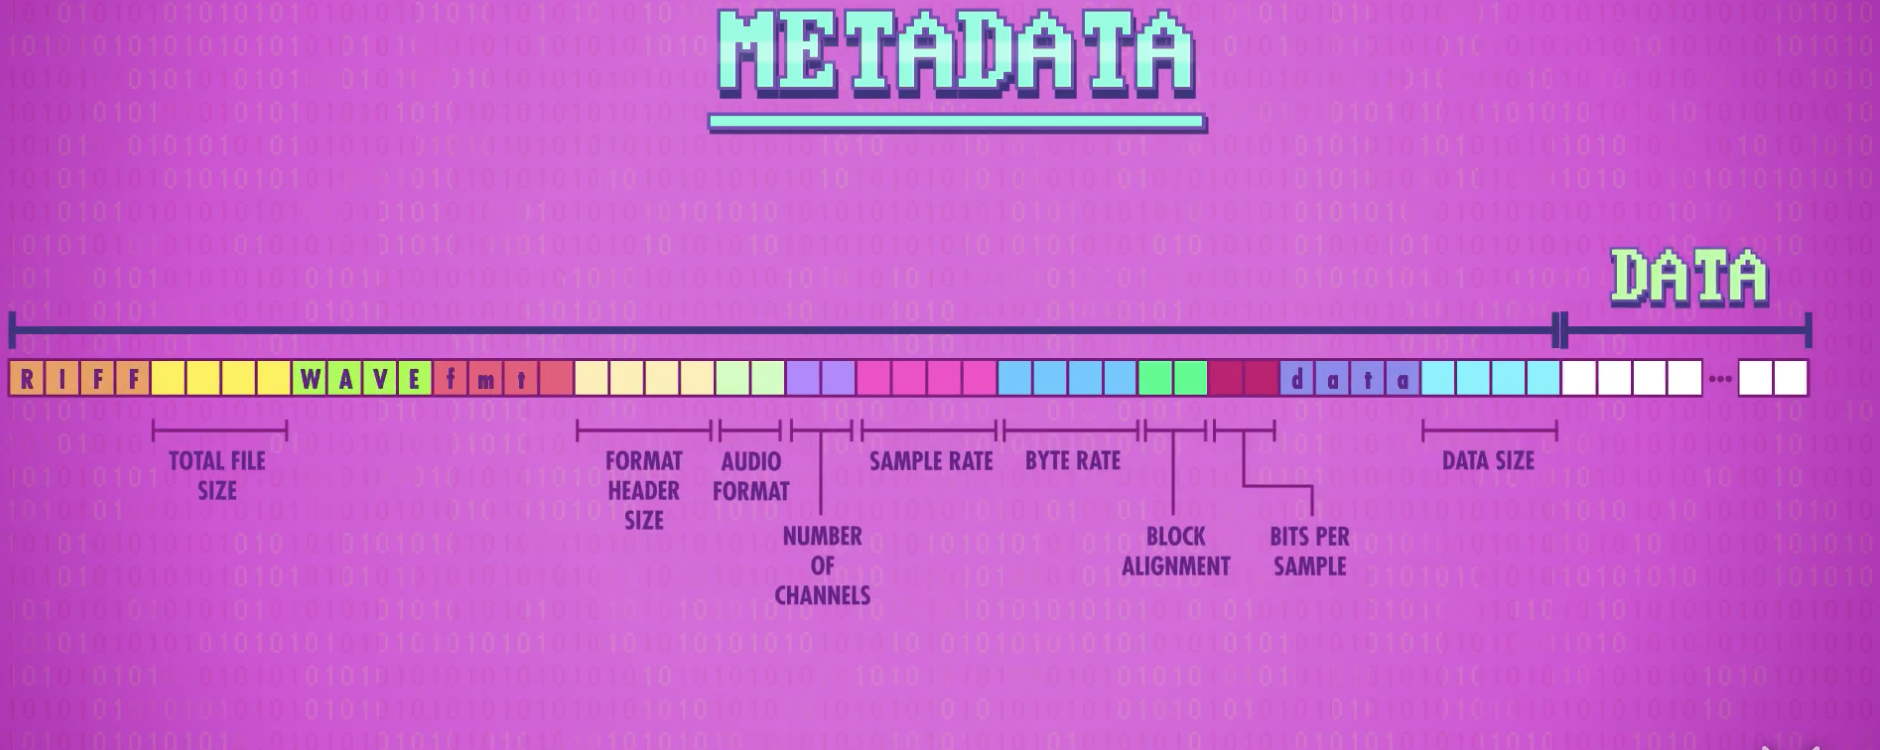 METADATA
DATA
R I F F W A V E f m t d a t a ...
TOTAL FILE
SIZE
FORMAT
HEADER
SIZE
AUDIO
FORMAT
NUMBER
OF
CHANNELS
SAMPLE RATE
BYTE RATE
BLOCK
ALIGNMENT
BITS PER
SAMPLE
DATA SIZE